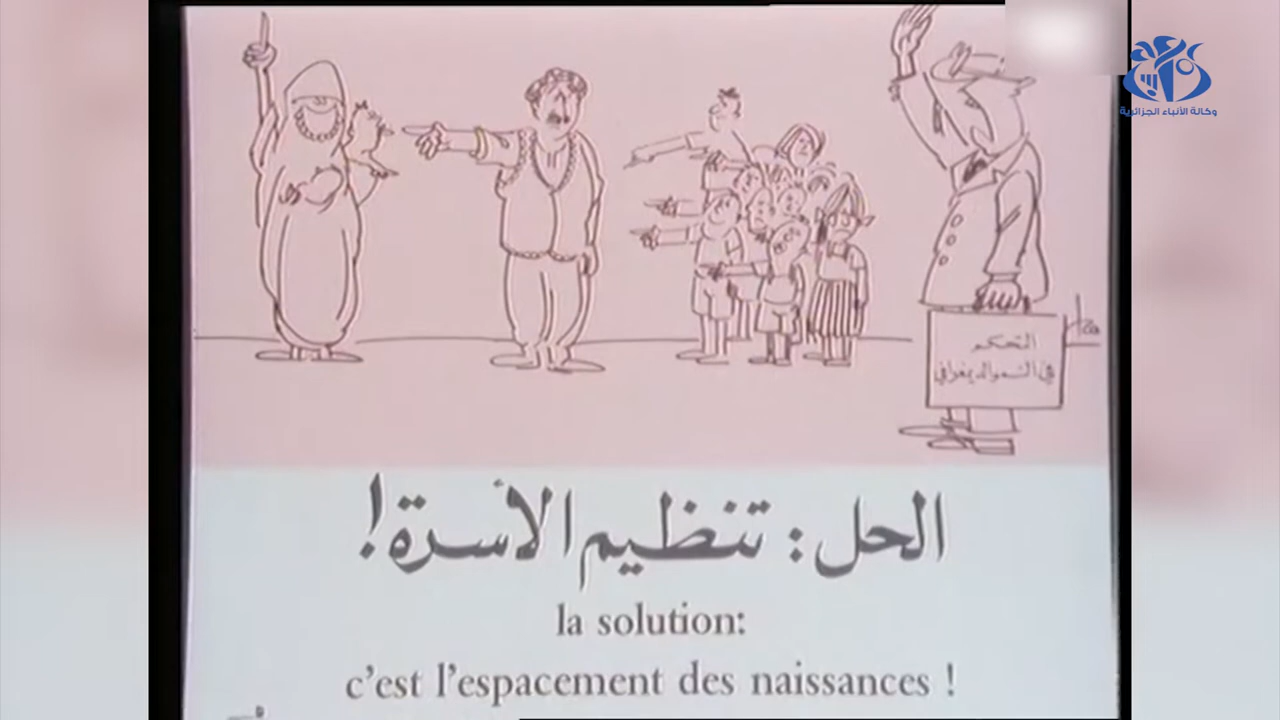 وكالة الأنباء الجزائرية
التحكم
في النمو الديمغرافي
الحل: تنظيم الأسرة!
la solution:
c'est l'espacement des naissances !